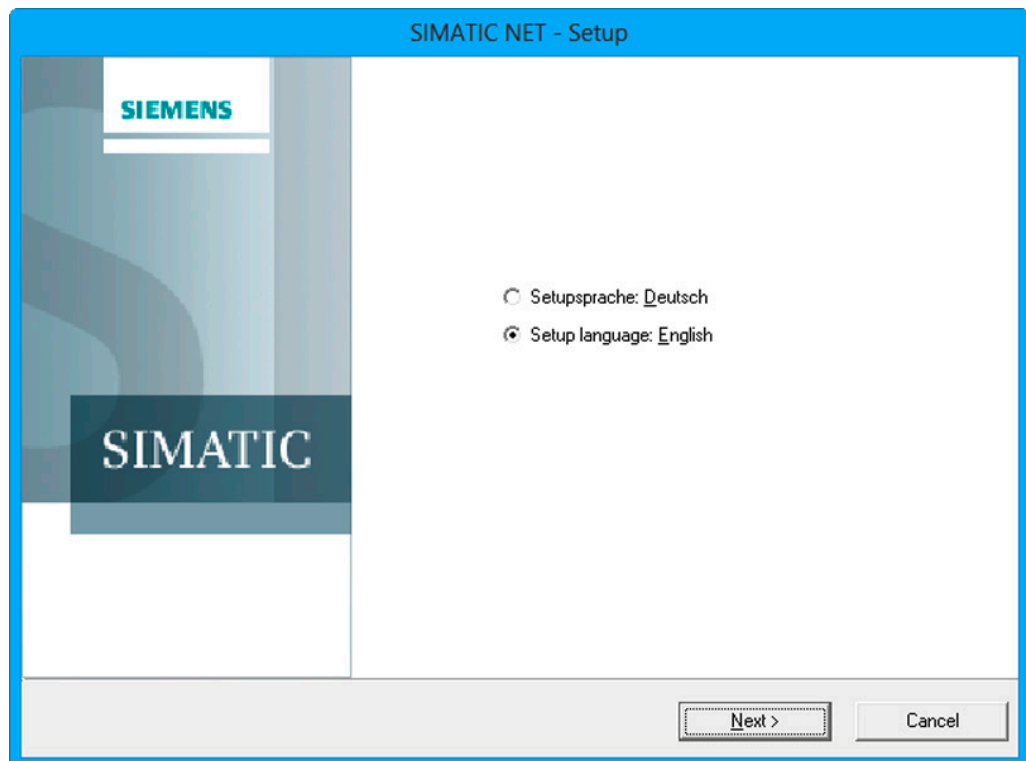 SIMATIC NET - Setup
SIEMENS
Setupsprache: Deutsch
Setup language: English
SIMATIC
Next >
Cancel